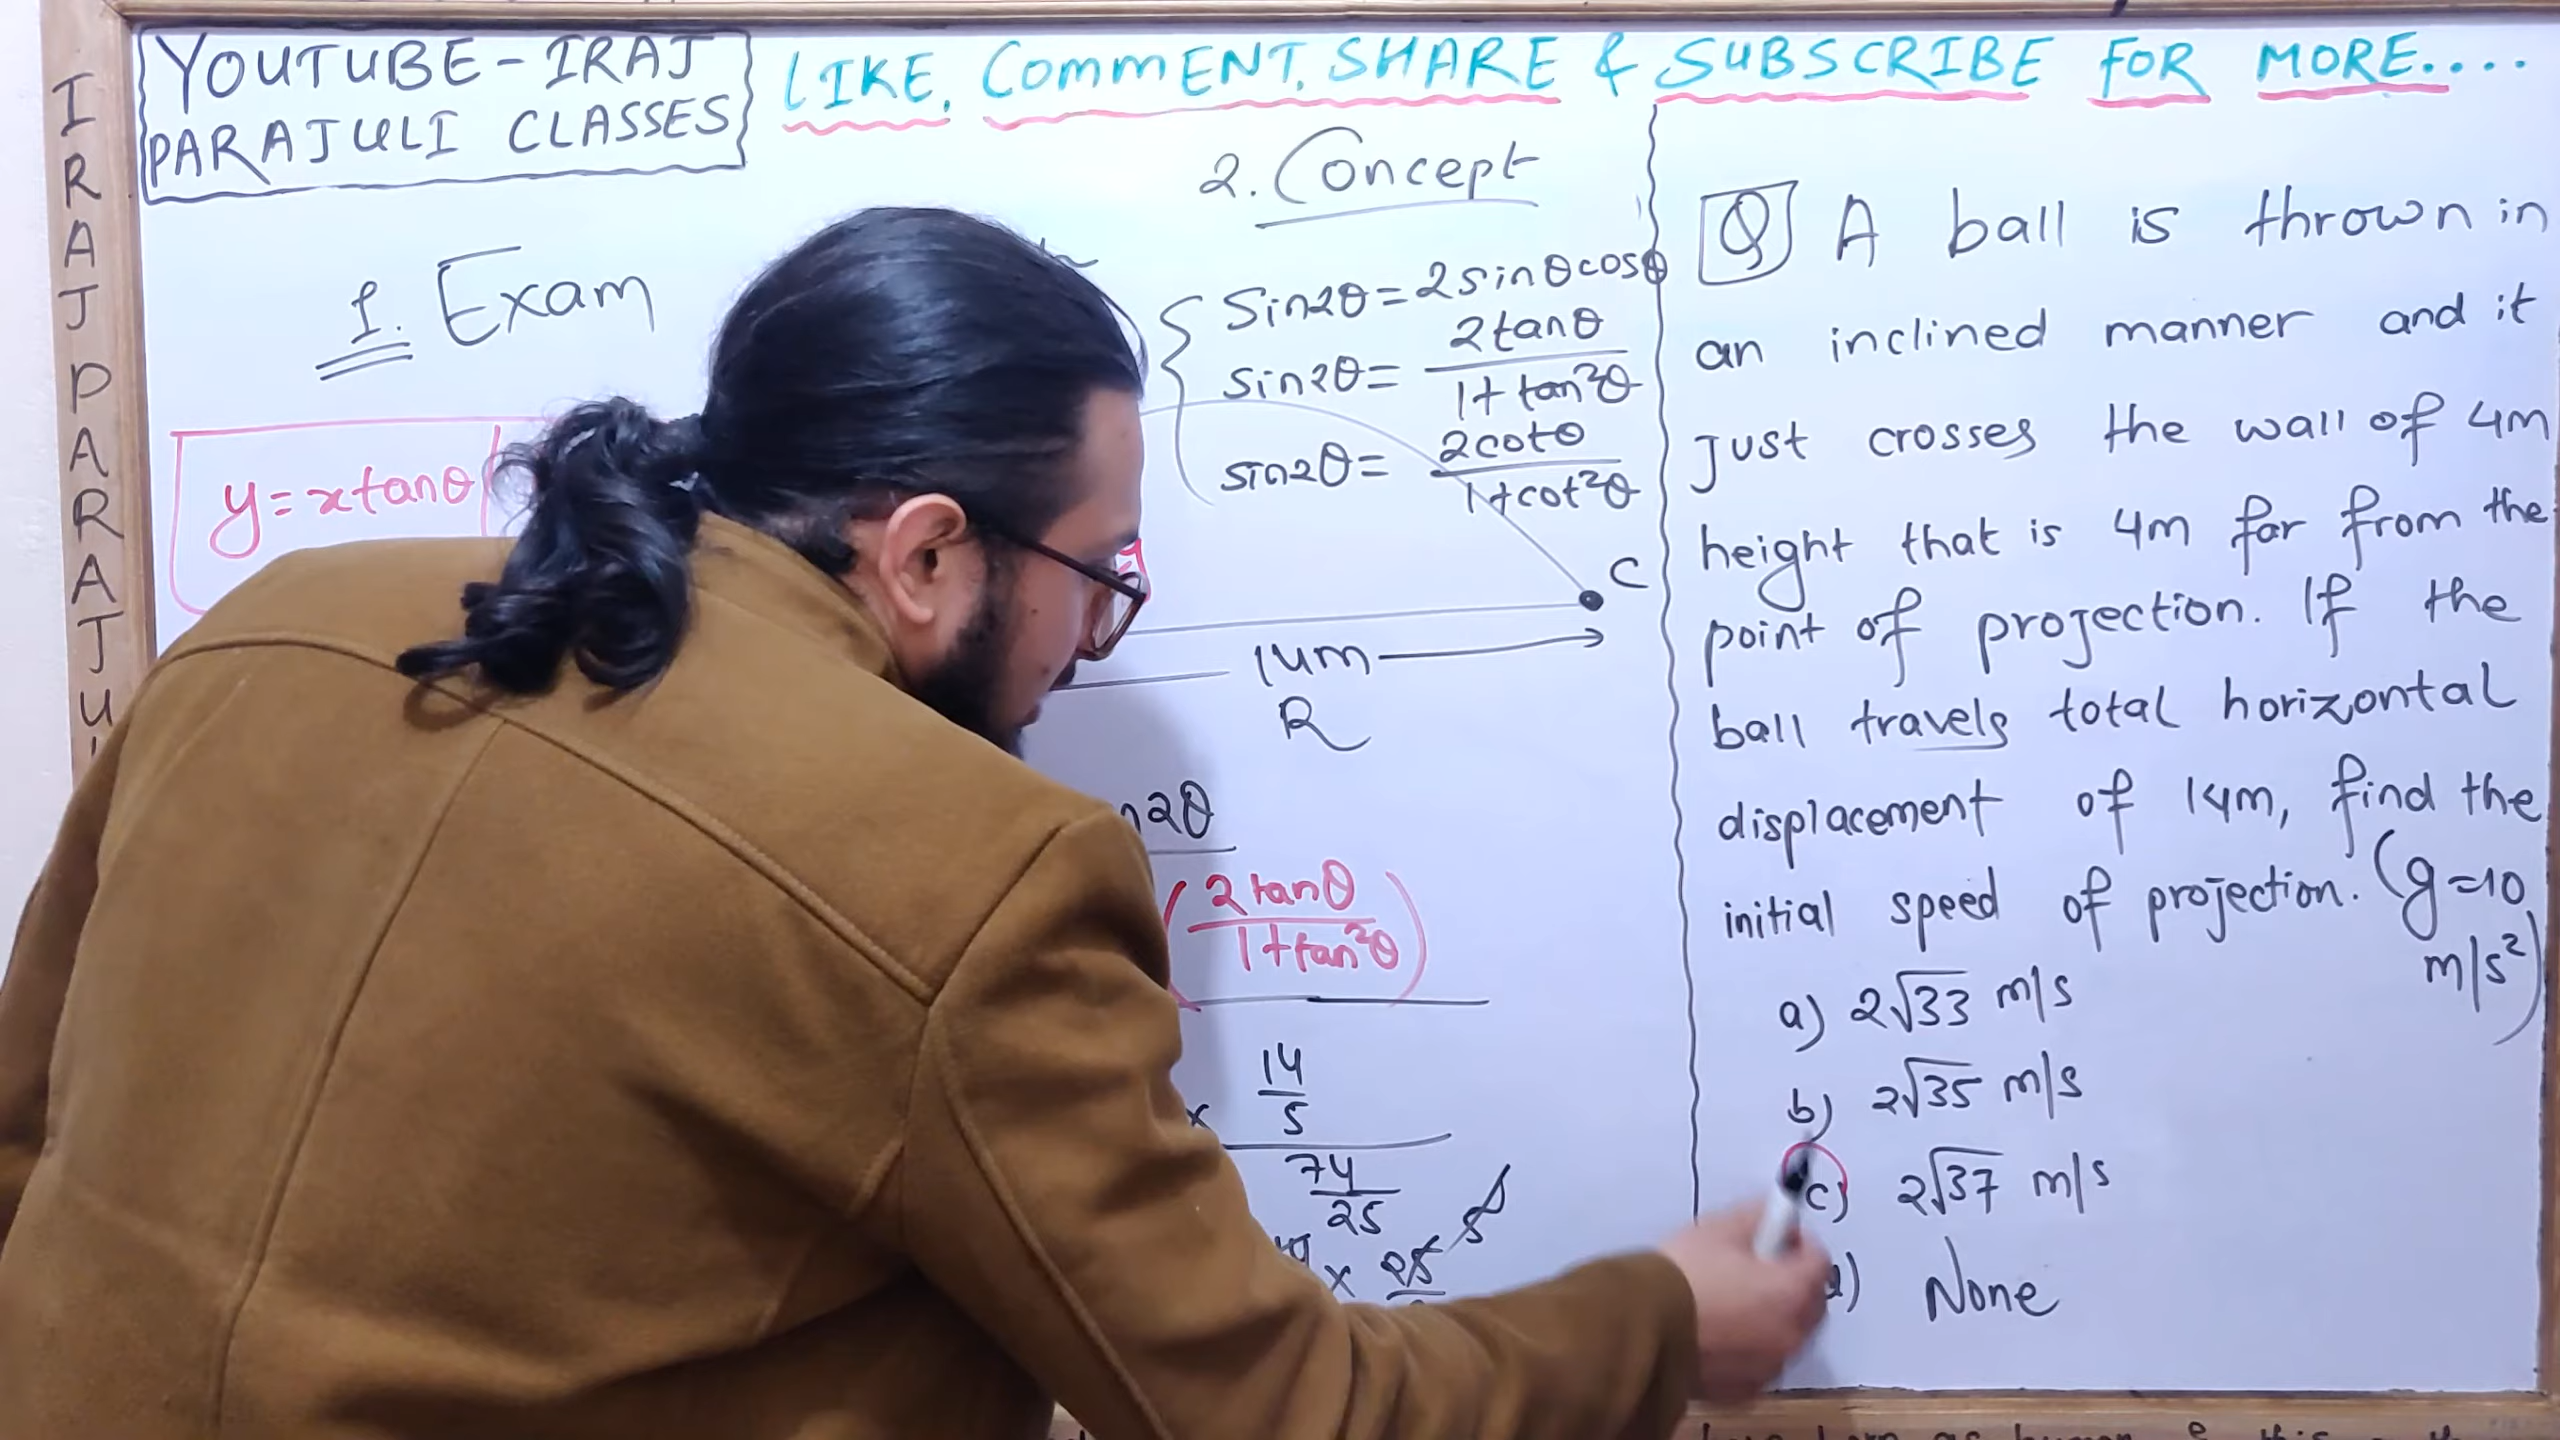 YOUTUBE - IRAJ
PARAJULI CLASSES
LIKE, COMMENT, SHARE & SUBSCRIBE FOR MORE....
IRAJ PARAJU
1. Exam
y = xtanθ
2. Concept
Sin2θ = 2sinθcosθ
sin2θ = 2tanθ / 1+tan²θ
sin2θ = 2cotθ / 1+cot²θ
C
14m
R
2θ
(2tanθ / 1+tan²θ)
x 14/5
74/25
x 25 5
Q A ball is thrown in
an inclined manner and it
just crosses the wall of 4m
height that is 4m far from the
point of projection. If the
ball travels total horizontal
displacement of 14m, find the
initial speed of projection. (g=10
m/s²)
a) 2√33 m/s
b) 2√35 m/s
c) 2√37 m/s
d) None